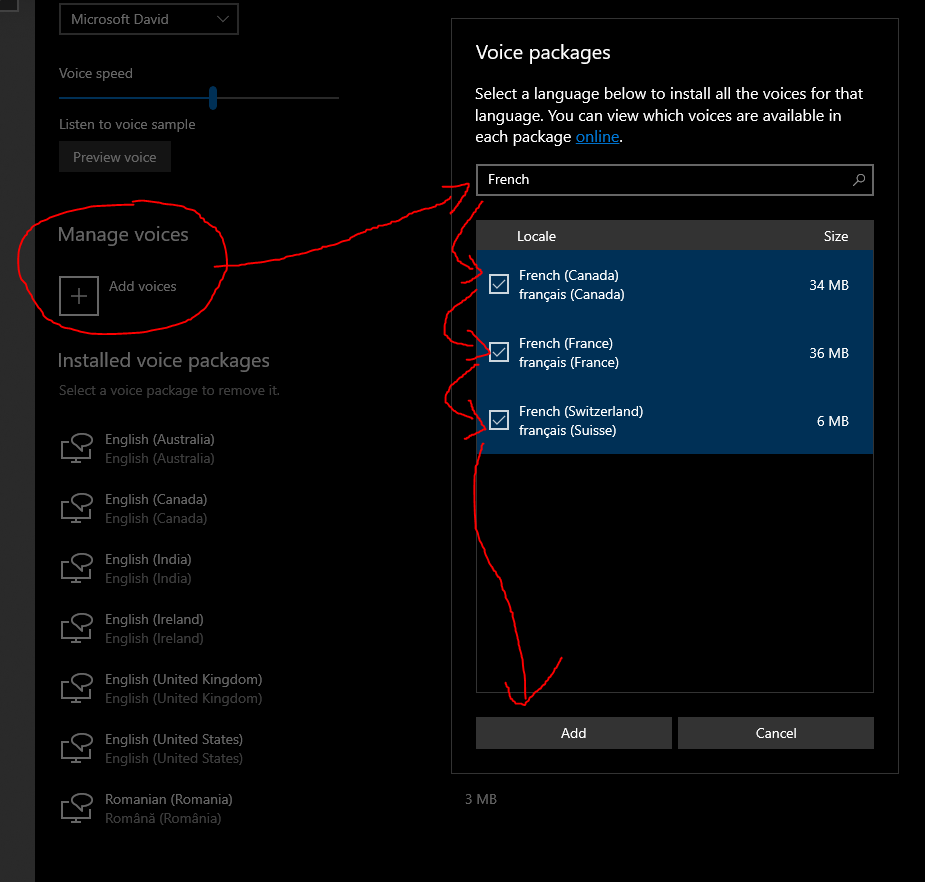 Microsoft David
Voice speed
Listen to voice sample
Preview voice
Manage voices
Add voices
Installed voice packages
Select a voice package to remove it.
English (Australia)
English (Australia)
English (Canada)
English (Canada)
English (India)
English (India)
English (Ireland)
English (Ireland)
English (United Kingdom)
English (United Kingdom)
English (United States)
English (United States)
Romanian (Romania)
Română (România)
3 MB
Voice packages
Select a language below to install all the voices for that
language. You can view which voices are available in
each package online.
French
Locale Size
French (Canada)
français (Canada)
34 MB
French (France)
français (France)
36 MB
French (Switzerland)
français (Suisse)
6 MB
Add Cancel